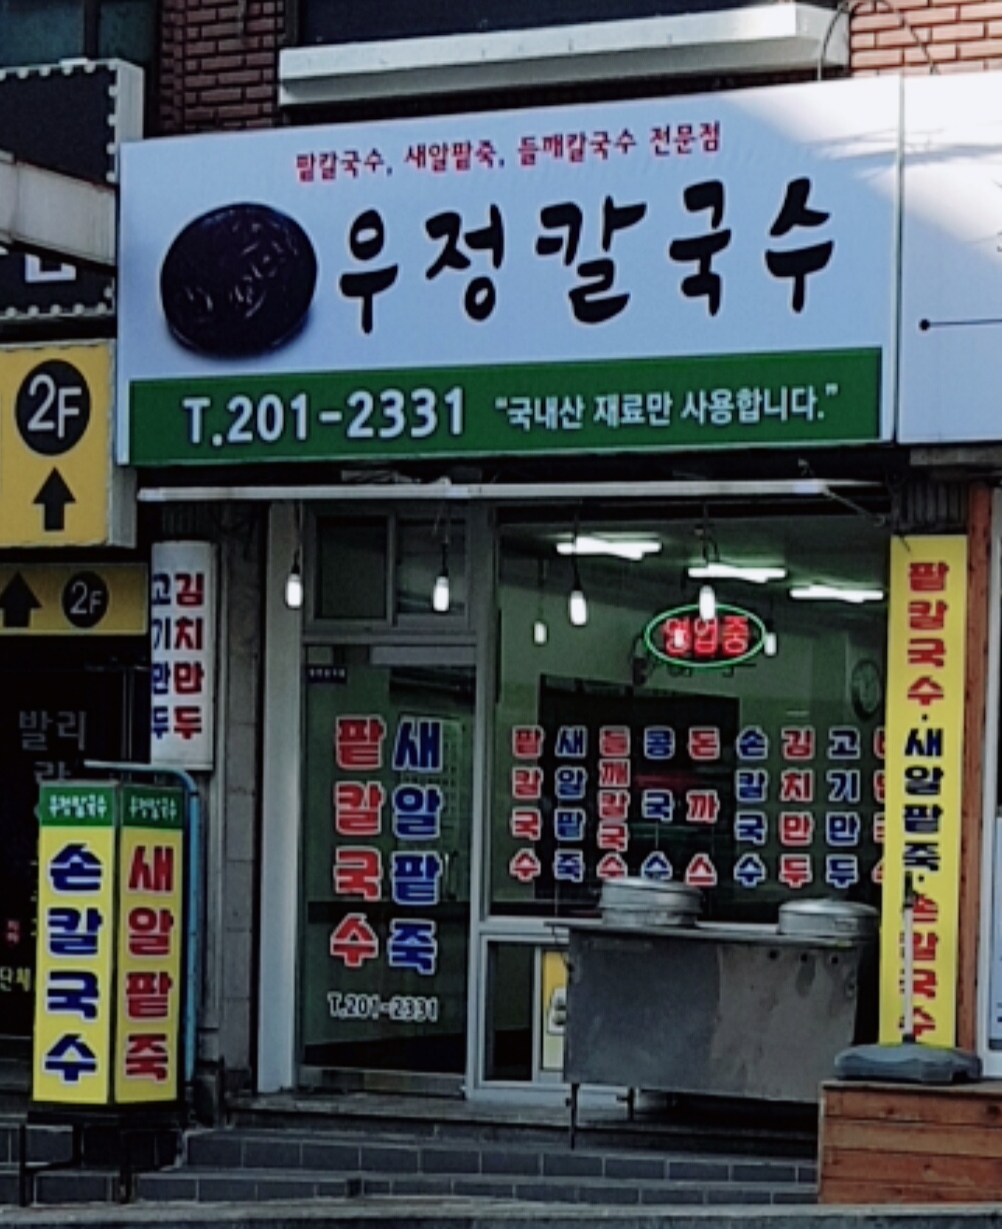 팥칼국수, 새알팥죽, 들깨칼국수 전문점
우정칼국수
T.201-2331 "국내산 재료만 사용합니다."
2F
2F
고기만두
김치만두
영업중
발리
우정칼국수
우정칼국수
손칼국수
새알팥죽
팥칼국수
새알팥죽
T.201-2331
팥칼국수
새알팥죽
들깨칼국수
콩국수
돈까스
손칼국수
김치만두
고기만두
팥칼국수·새알팥죽·손칼국수
단체